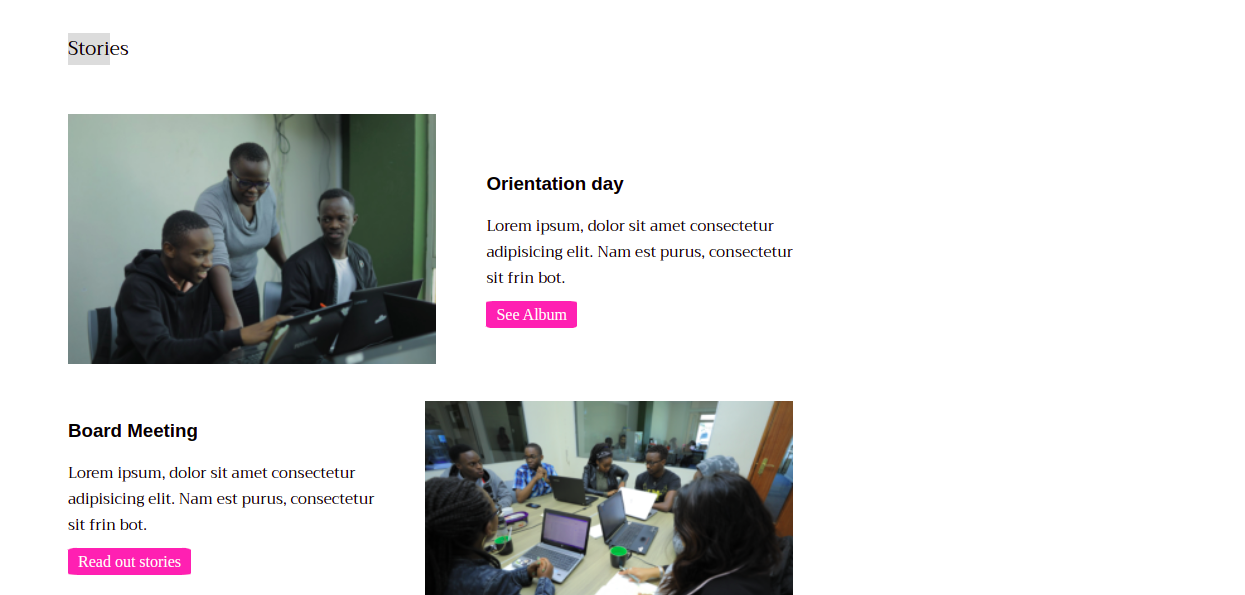 Stories
Orientation day
Lorem ipsum, dolor sit amet consectetur
adipisicing elit. Nam est purus, consectetur
sit frin bot.
See Album
Board Meeting
Lorem ipsum, dolor sit amet consectetur
adipisicing elit. Nam est purus, consectetur
sit frin bot.
Read out stories